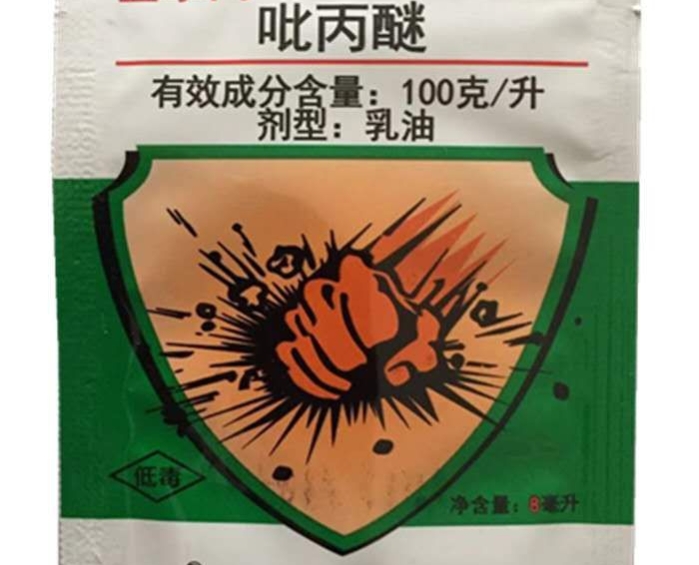 吡丙醚
有效成分含量：100克/升
剂型：乳油
低毒
净含量：8毫升